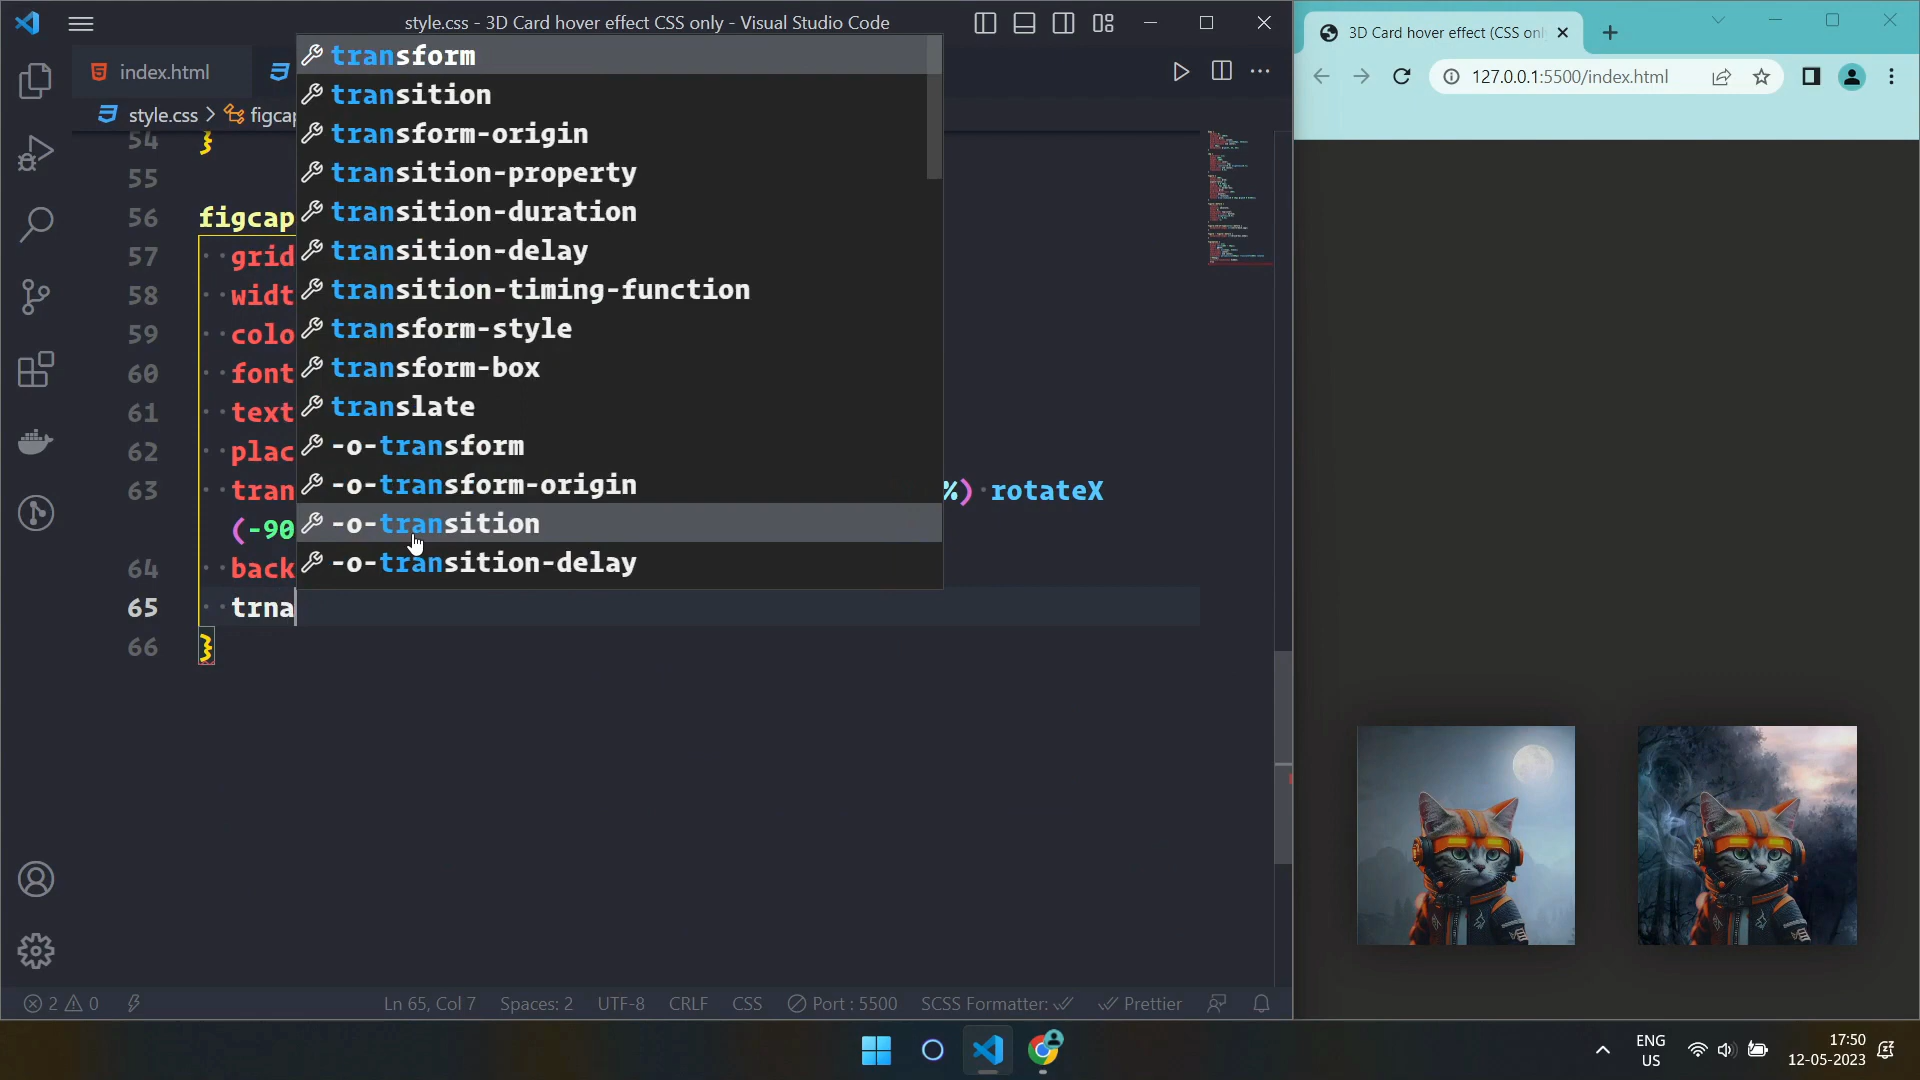 style.css - 3D Card hover effect CSS only - Visual Studio Code
index.html
style.css > figcap
54 }
55
56 figcap
57 grid
58 widt
59 colo
60 font
61 text
62 plac
63 tran %) rotateX
(-90
64 back
65 trna
66 }
transform
transition
transform-origin
transition-property
transition-duration
transition-delay
transition-timing-function
transform-style
transform-box
translate
-o-transform
-o-transform-origin
-o-transition
-o-transition-delay
2 0 Ln 65, Col 7 Spaces: 2 UTF-8 CRLF CSS Port : 5500 SCSS Formatter: Prettier
3D Card hover effect (CSS onl
127.0.0.1:5500/index.html
ENG
US
17:50
12-05-2023